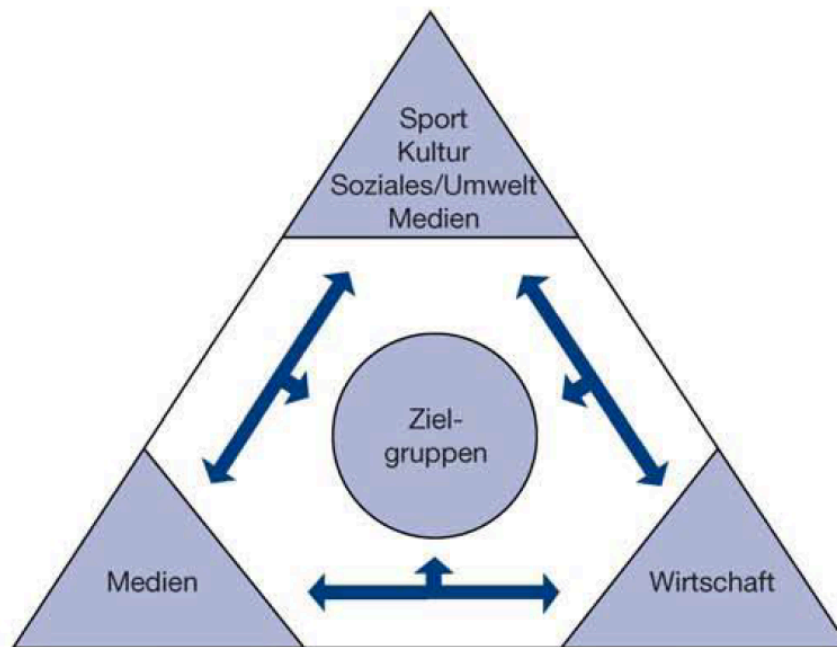 Sport
Kultur
Soziales/Umwelt
Medien
Ziel-
gruppen
Medien
Wirtschaft